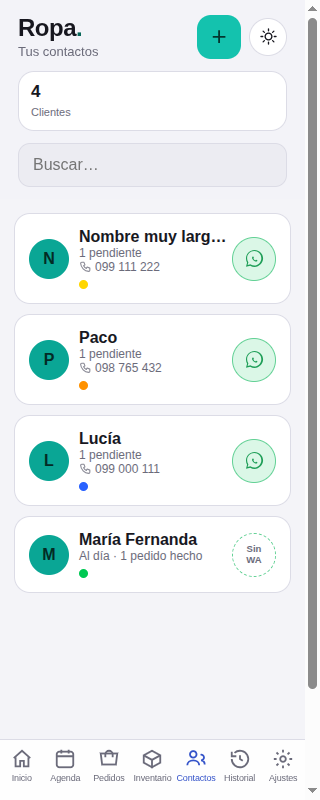 Ropa.
Tus contactos
4
Clientes
Buscar…
N
Nombre muy larg…
1 pendiente
099 111 222
P
Paco
1 pendiente
098 765 432
L
Lucía
1 pendiente
099 000 111
M
María Fernanda
Al día · 1 pedido hecho
Sin
WA
Inicio
Agenda
Pedidos
Inventario
Contactos
Historial
Ajustes